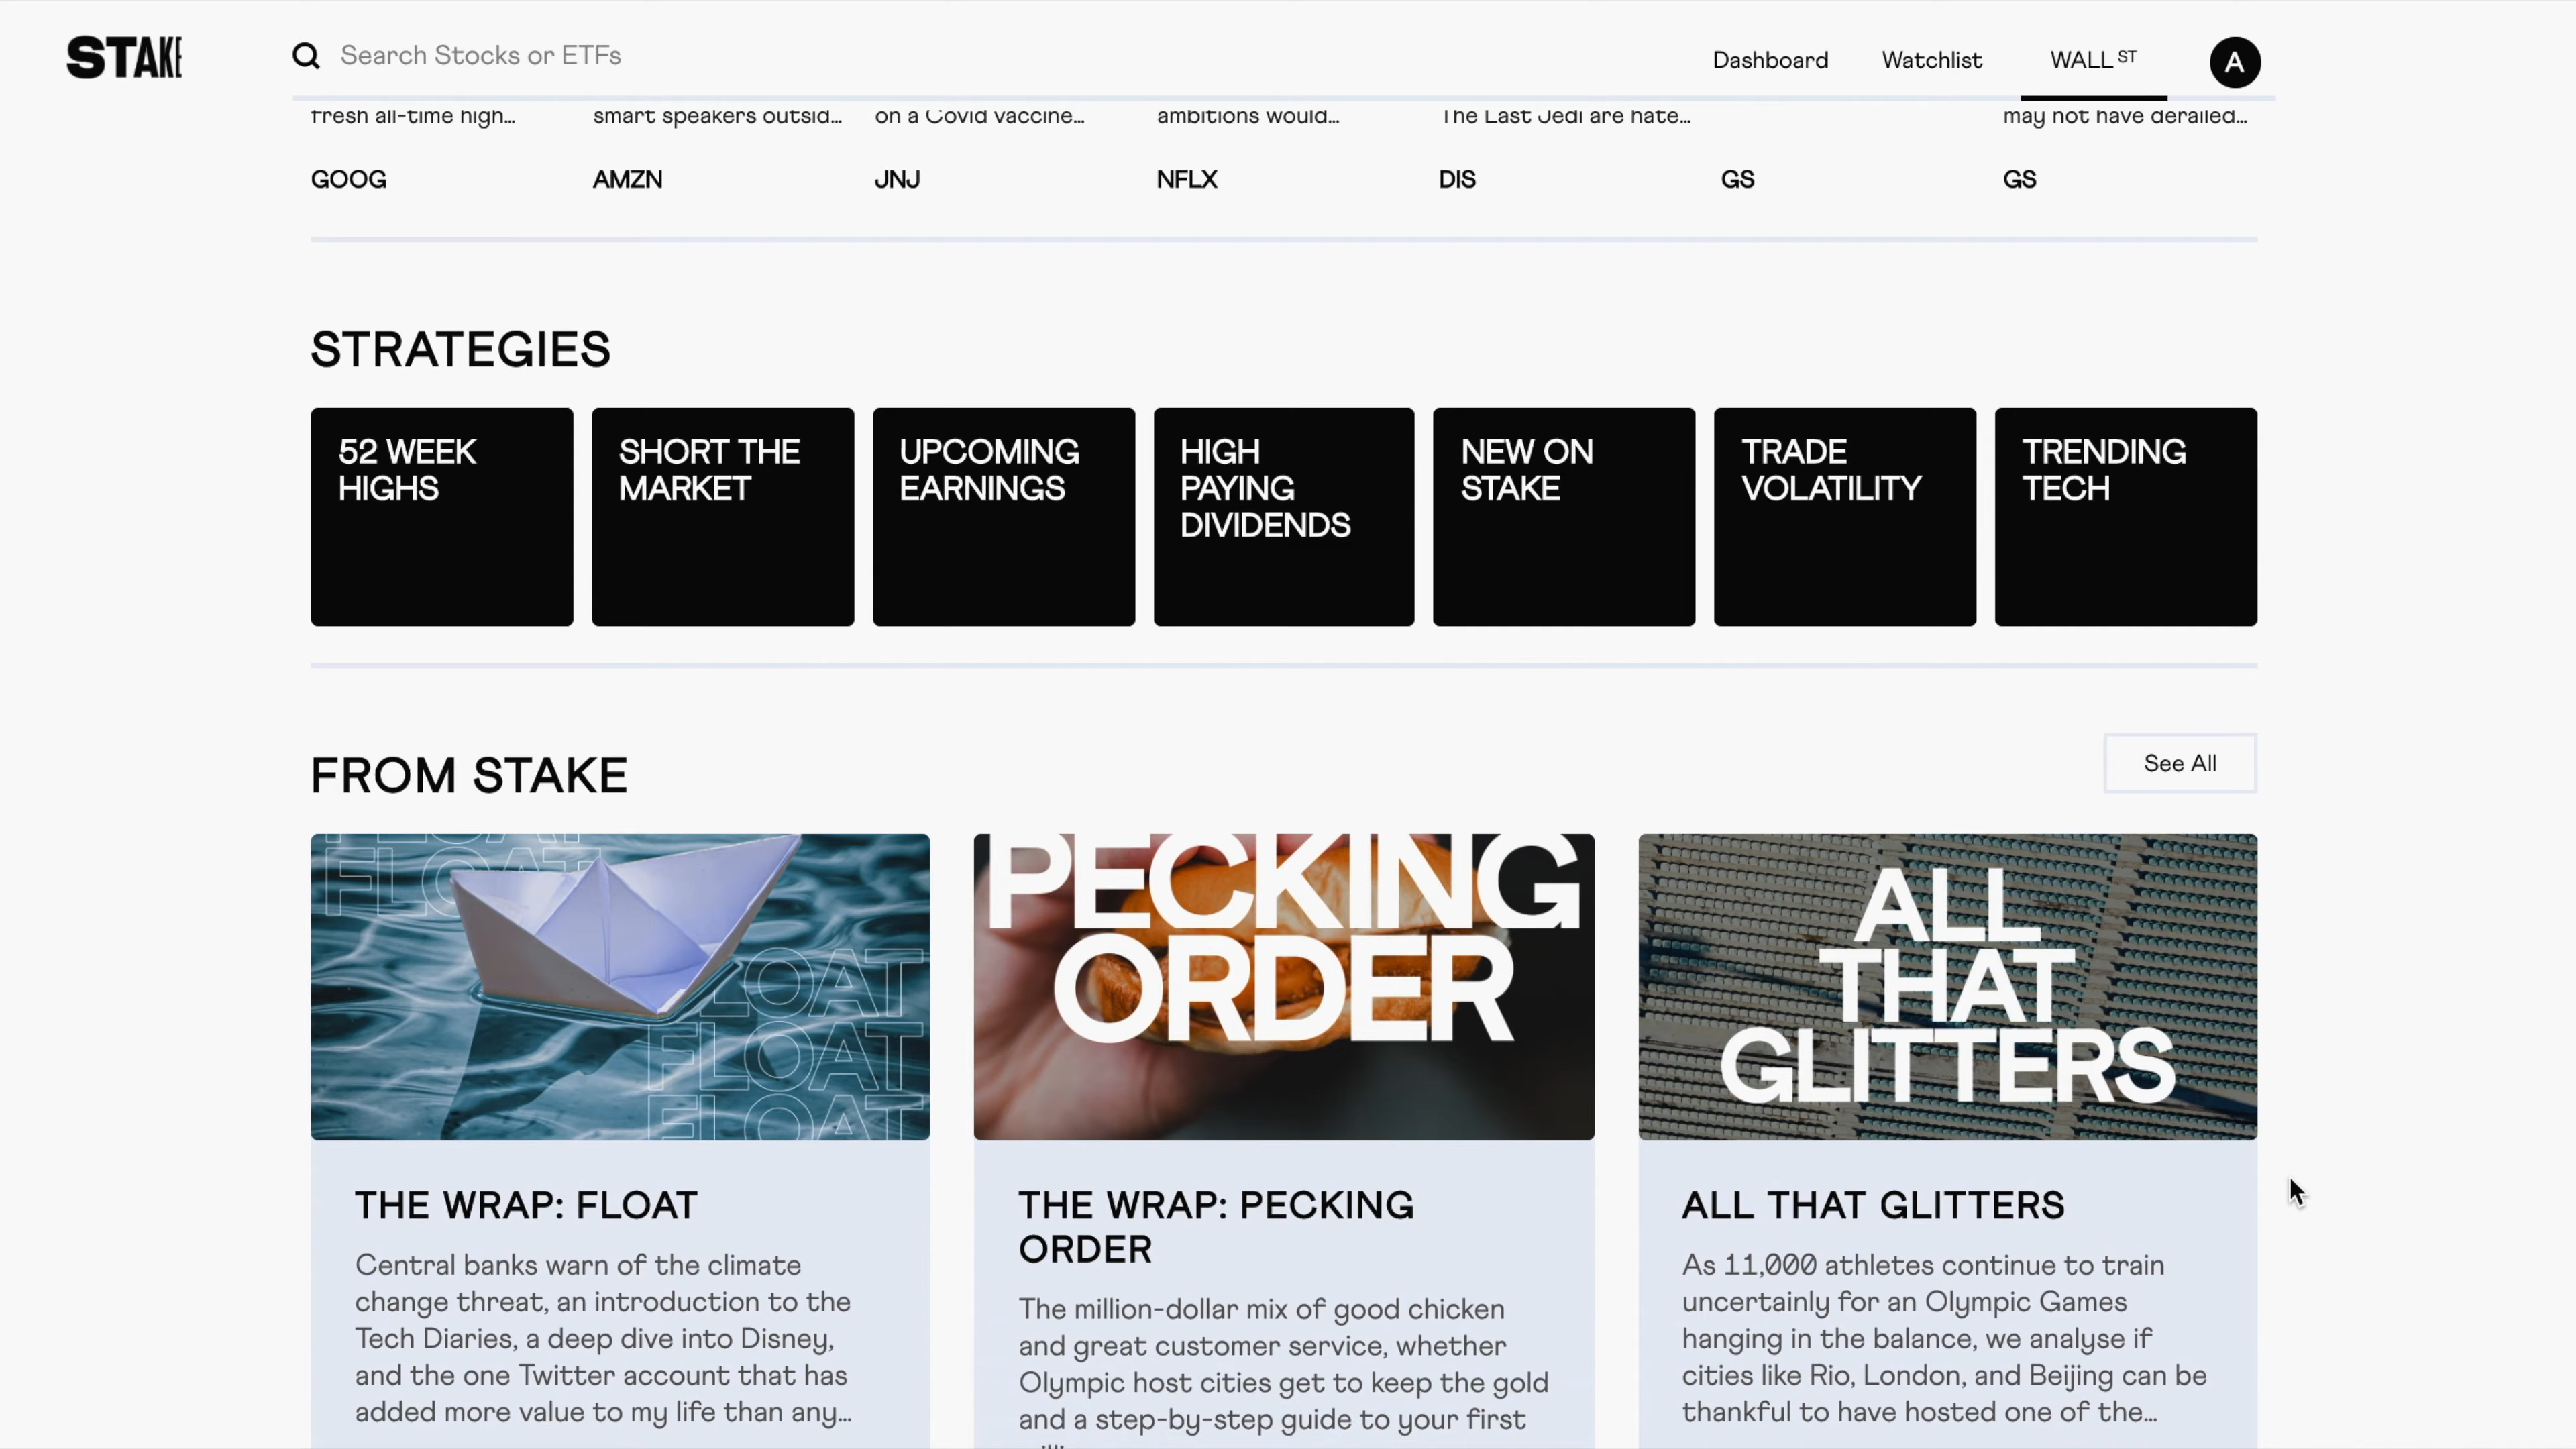 STAKE
Search Stocks or ETFs
Dashboard
Watchlist
WALL ST
A
fresh all-time high...
smart speakers outsid...
on a Covid vaccine...
ambitions would...
The Last Jedi are hate...
may not have derailed...
GOOG
AMZN
JNJ
NFLX
DIS
GS
GS
STRATEGIES
52 WEEK
HIGHS
SHORT THE
MARKET
UPCOMING
EARNINGS
HIGH
PAYING
DIVIDENDS
NEW ON
STAKE
TRADE
VOLATILITY
TRENDING
TECH
FROM STAKE
See All
FLOAT
FLOAT
FLOAT
FLOAT
FLOAT
THE WRAP: FLOAT
Central banks warn of the climate
change threat, an introduction to the
Tech Diaries, a deep dive into Disney,
and the one Twitter account that has
added more value to my life than any...
PECKING
ORDER
THE WRAP: PECKING
ORDER
The million-dollar mix of good chicken
and great customer service, whether
Olympic host cities get to keep the gold
and a step-by-step guide to your first
ALL
THAT
GLITTERS
ALL THAT GLITTERS
As 11,000 athletes continue to train
uncertainly for an Olympic Games
hanging in the balance, we analyse if
cities like Rio, London, and Beijing can be
thankful to have hosted one of the...